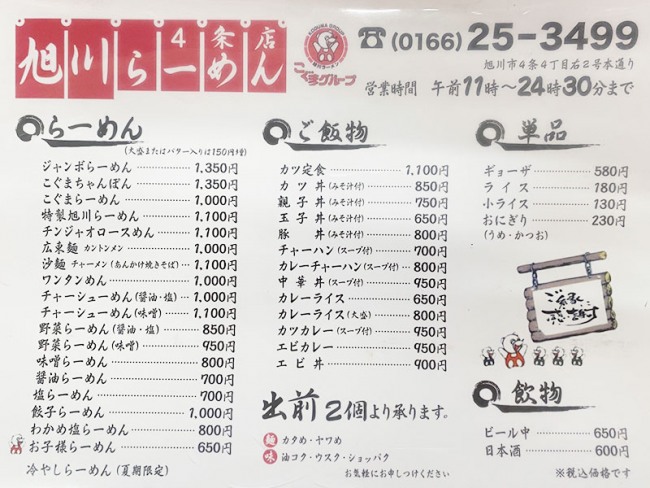 旭川らーめん 4条店
KOGUMA GROUP
こぐまグループ
☎(0166)25-3499
旭川市4条4丁目右2号本通り
営業時間 午前11時〜24時30分まで
らーめん
(大盛またはバター入りは150円増)
ジャンボらーめん 1,350円
こぐまちゃんぽん 1,350円
こぐまらーめん 1,000円
特製旭川らーめん 1,100円
チンジャオロースめん 1,100円
広東麺 カントンメン 1,000円
沙麺 チャーメン(あんかけ焼きそば) 1,100円
ワンタンめん 1,000円
チャーシューめん(醤油・塩) 1,000円
チャーシューめん(味噌) 1,100円
野菜らーめん(醤油・塩) 850円
野菜らーめん(味噌) 950円
味噌らーめん 800円
醤油らーめん 700円
塩らーめん 700円
餃子らーめん 1,000円
わかめ塩らーめん 800円
お子様らーめん 650円
冷やしらーめん(夏期限定)
ご飯物
カツ定食 1,100円
カツ丼(みそ汁付) 850円
親子丼(みそ汁付) 750円
玉子丼(みそ汁付) 650円
豚丼(みそ汁付) 800円
チャーハン(スープ付) 700円
カレーチャーハン(スープ付) 800円
中華丼(スープ付) 950円
カレーライス 650円
カレーライス(大盛) 800円
カツカレー(スープ付) 950円
エビカレー 950円
エビ丼 900円
出前2個より承ります。
麺 カタめ・ヤワめ
味 油コク・ウスク・ショッパク
お気軽にお申しつけください
単品
ギョーザ 580円
ライス 180円
小ライス 130円
おにぎり 230円
(うめ・かつお)
飲物
ビール中 650円
日本酒 600円
※税込価格です